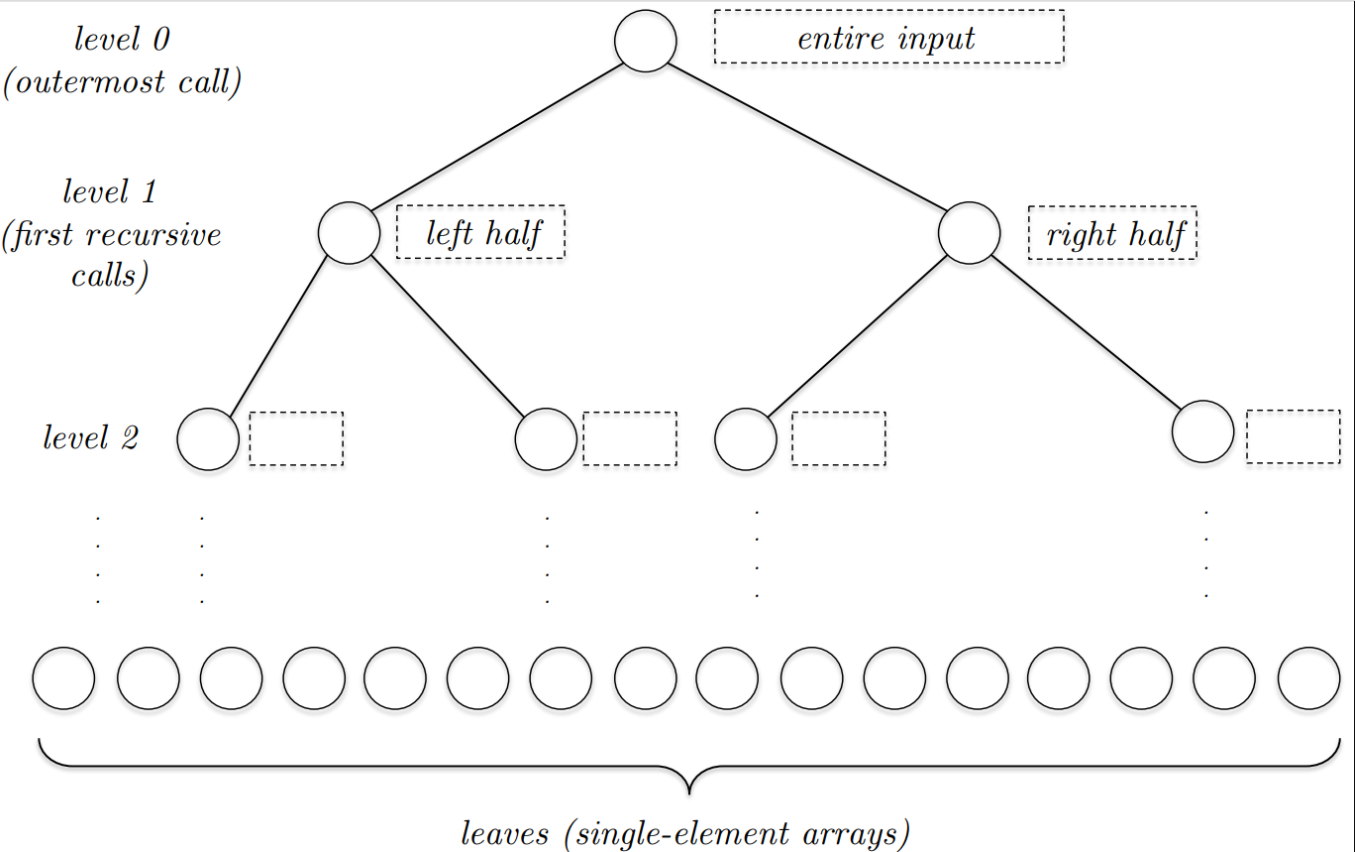 level 0
(outermost call)
entire input
level 1
(first recursive
calls)
left half
right half
level 2
leaves (single-element arrays)